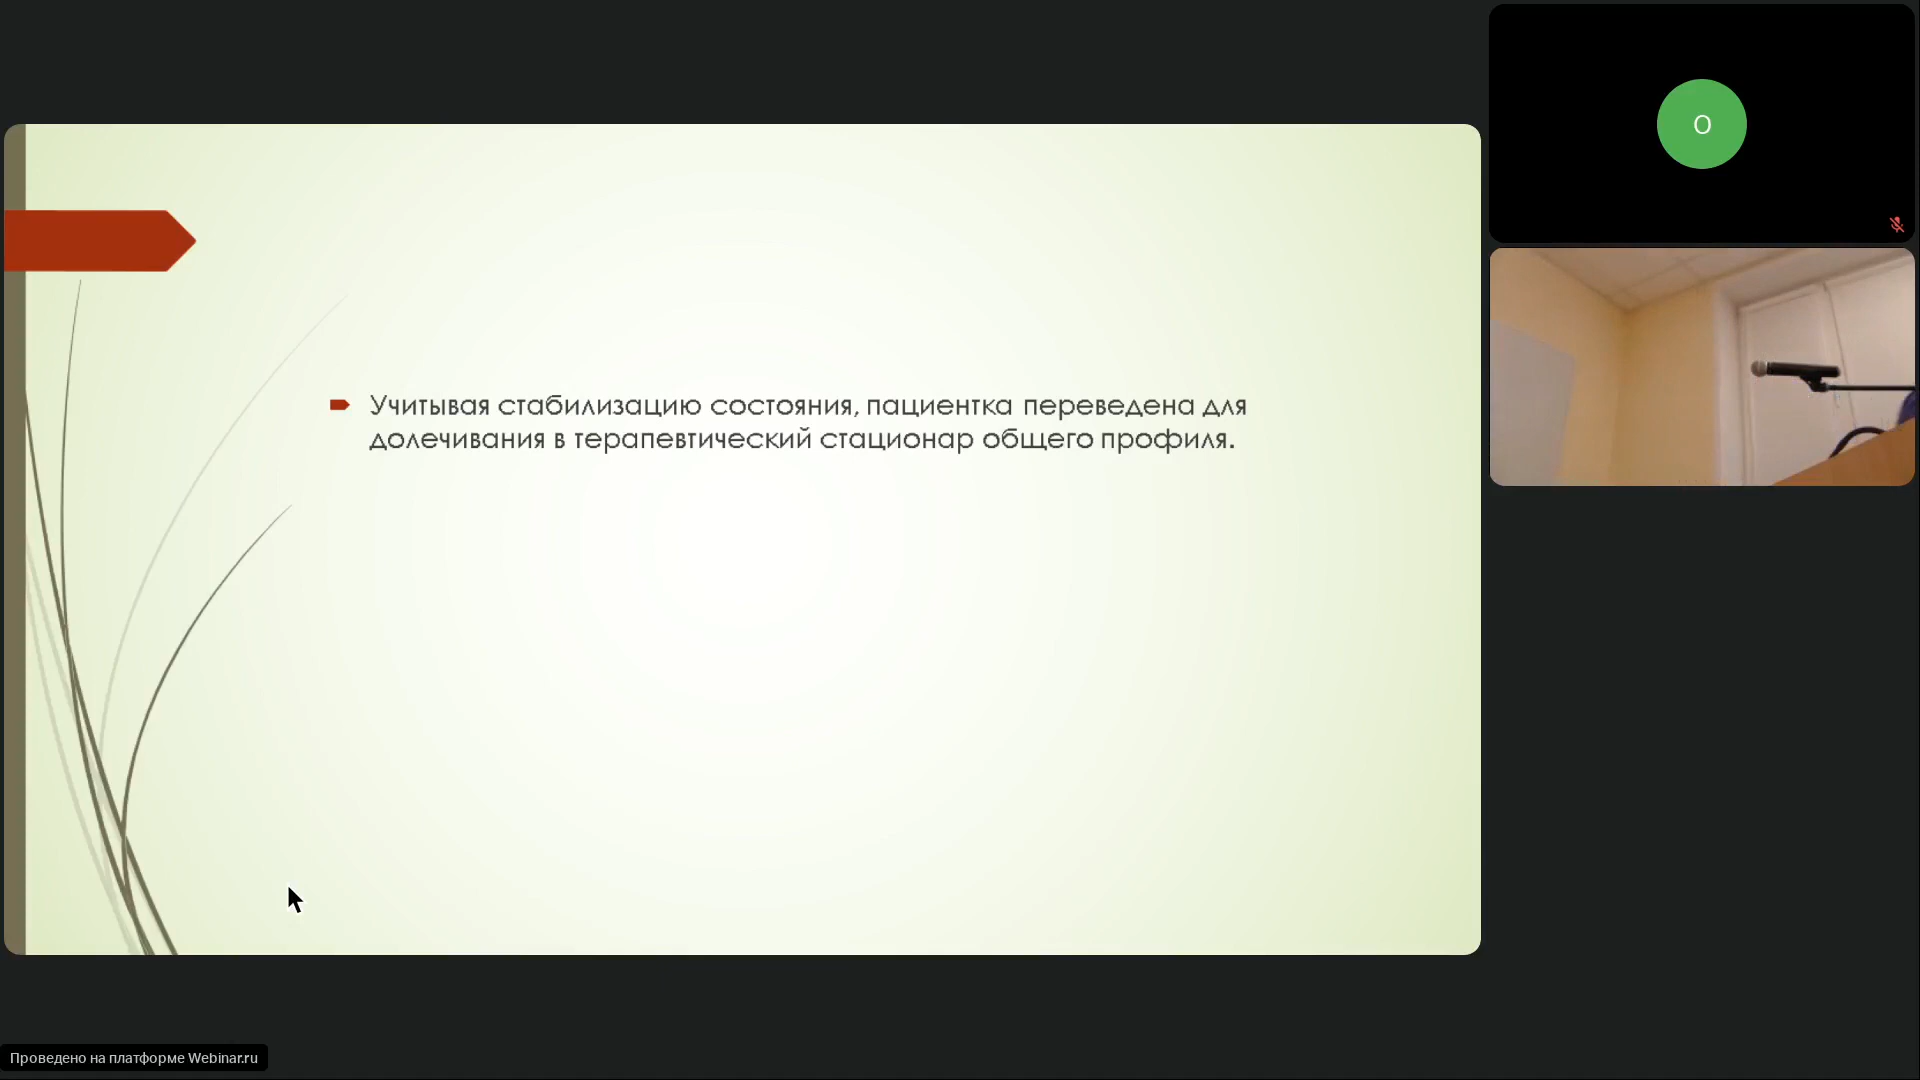 Учитывая стабилизацию состояния, пациентка переведена для
долечивания в терапевтический стационар общего профиля.
О
Проведено на платформе Webinar.ru